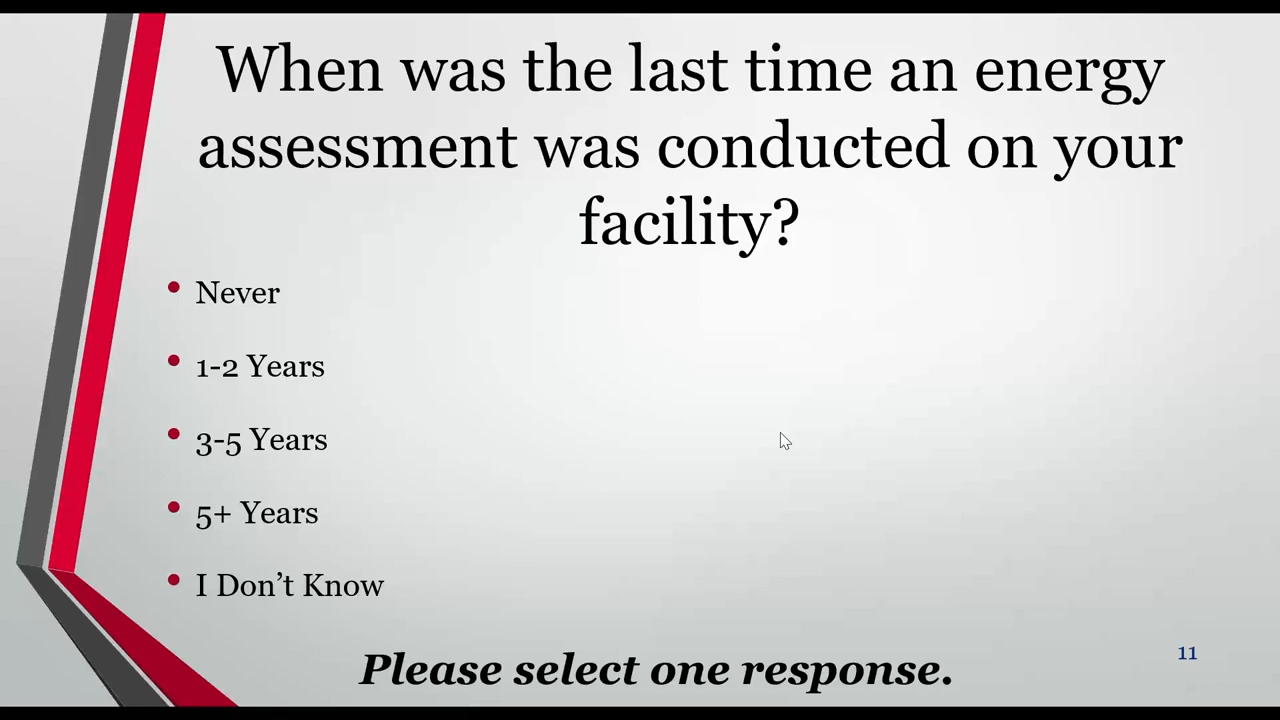 When was the last time an energy
assessment was conducted on your
facility?
• Never
• 1-2 Years
• 3-5 Years
• 5+ Years
• I Don’t Know
Please select one response.
11